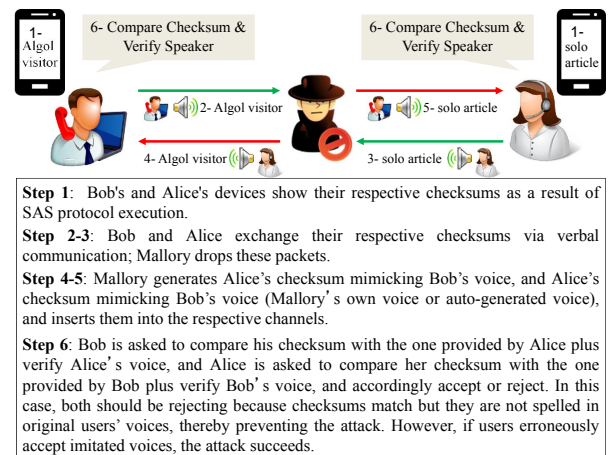 1-
Algol
visitor
6- Compare Checksum &
Verify Speaker
6- Compare Checksum &
Verify Speaker
1-
solo
article
2- Algol visitor
5- solo article
4- Algol visitor
3- solo article
Step 1: Bob's and Alice's devices show their respective checksums as a result of
SAS protocol execution.
Step 2-3: Bob and Alice exchange their respective checksums via verbal
communication; Mallory drops these packets.
Step 4-5: Mallory generates Alice's checksum mimicking Bob's voice, and Alice's
checksum mimicking Bob's voice (Mallory's own voice or auto-generated voice),
and inserts them into the respective channels.
Step 6: Bob is asked to compare his checksum with the one provided by Alice plus
verify Alice's voice, and Alice is asked to compare her checksum with the one
provided by Bob plus verify Bob's voice, and accordingly accept or reject. In this
case, both should be rejecting because checksums match but they are not spelled in
original users' voices, thereby preventing the attack. However, if users erroneously
accept imitated voices, the attack succeeds.